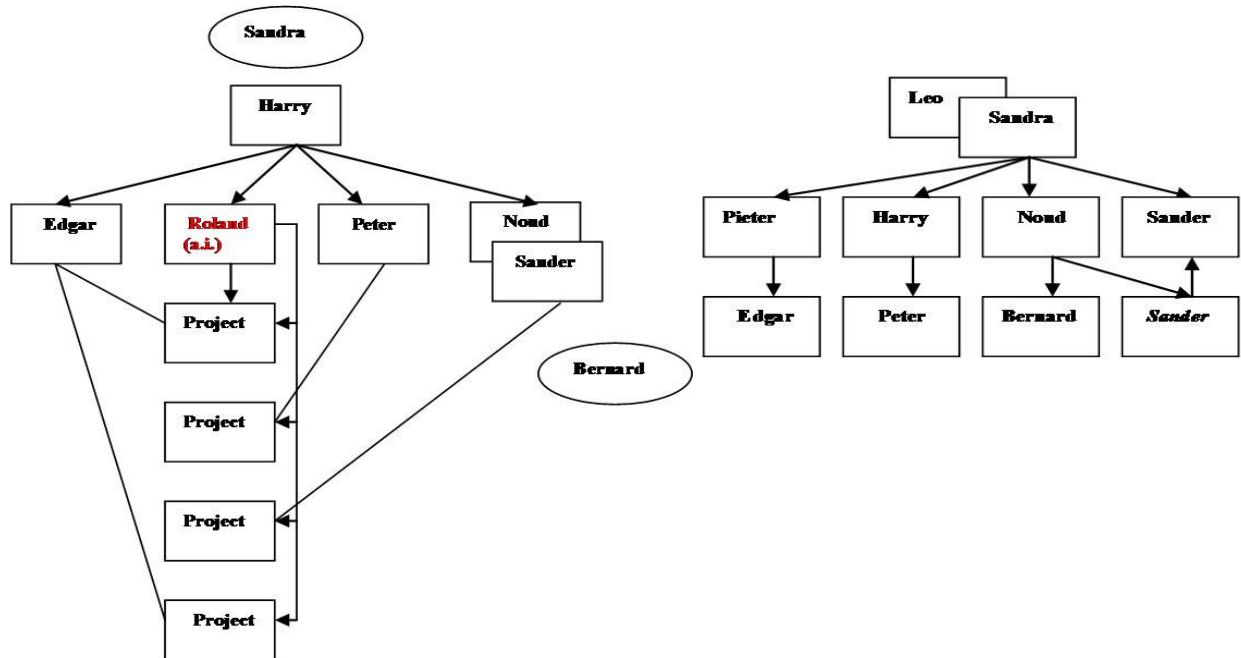 Sandra
Harry
Edgar
Roland
(a.i.)
Peter
Noud
Sander
Project
Project
Project
Project
Bernard
Leo
Sandra
Pieter
Harry
Noud
Sander
Edgar
Peter
Bernard
Sander